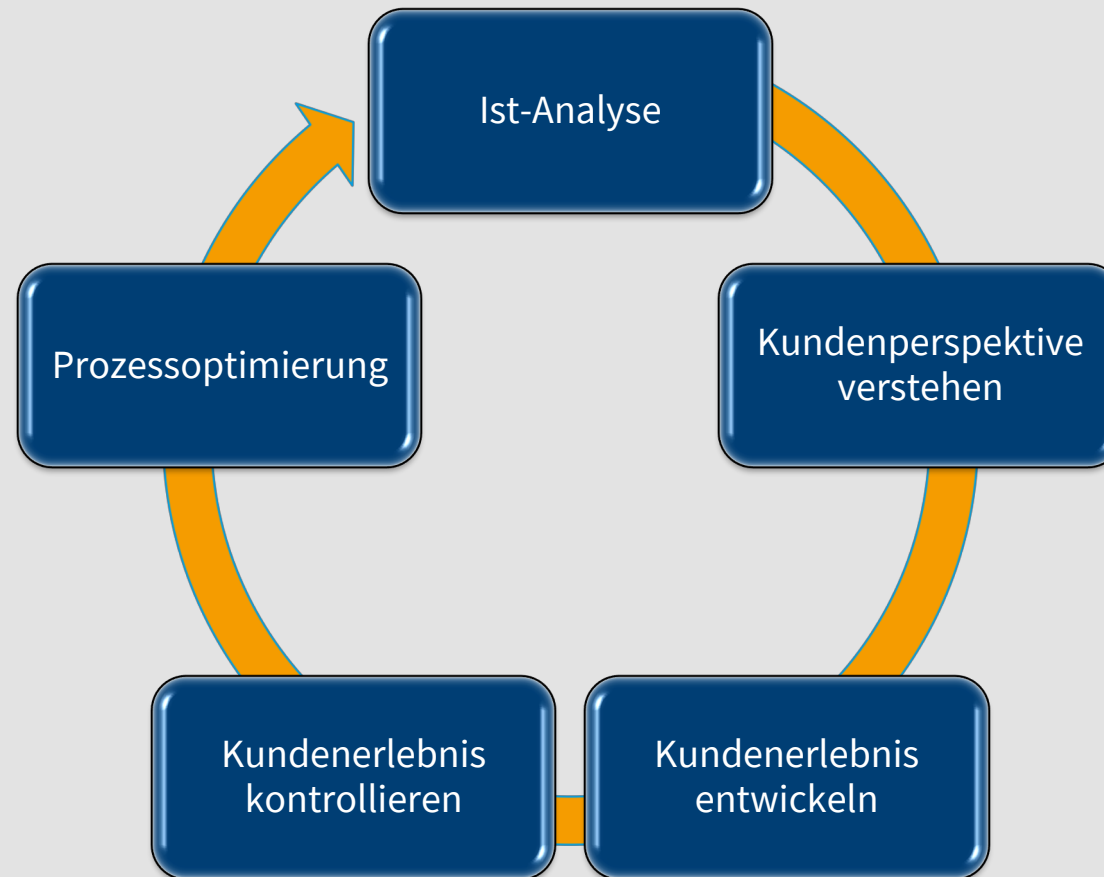 Ist-Analyse
Kundenperspektive
verstehen
Kundenerlebnis
entwickeln
Kundenerlebnis
kontrollieren
Prozessoptimierung